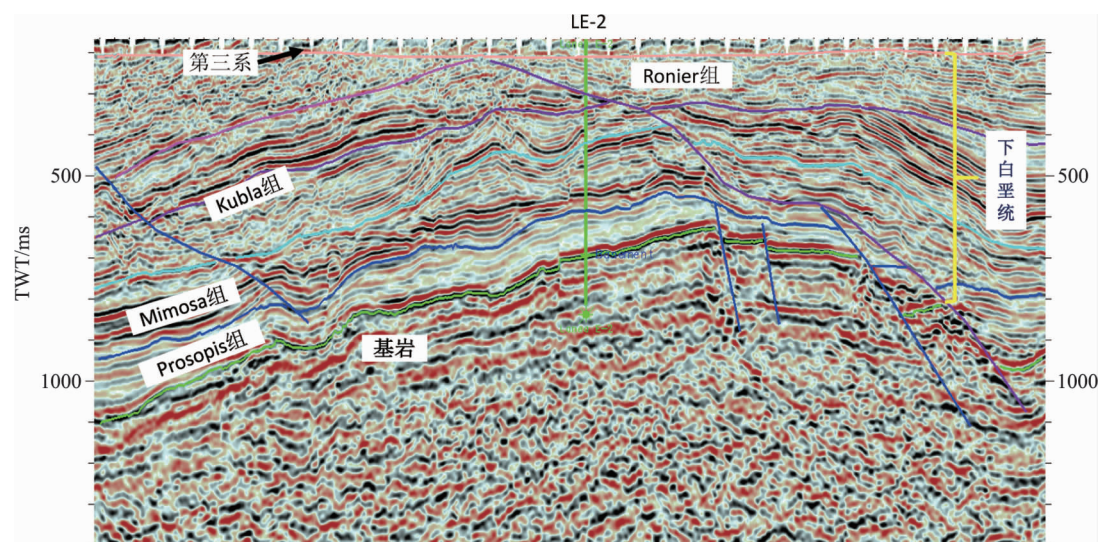 LE-2
第三系
Ronier组
500
500
下白垩统
Kubla组
TWT/ms
Mimosa组
Prosopis组
基岩
1000
1000